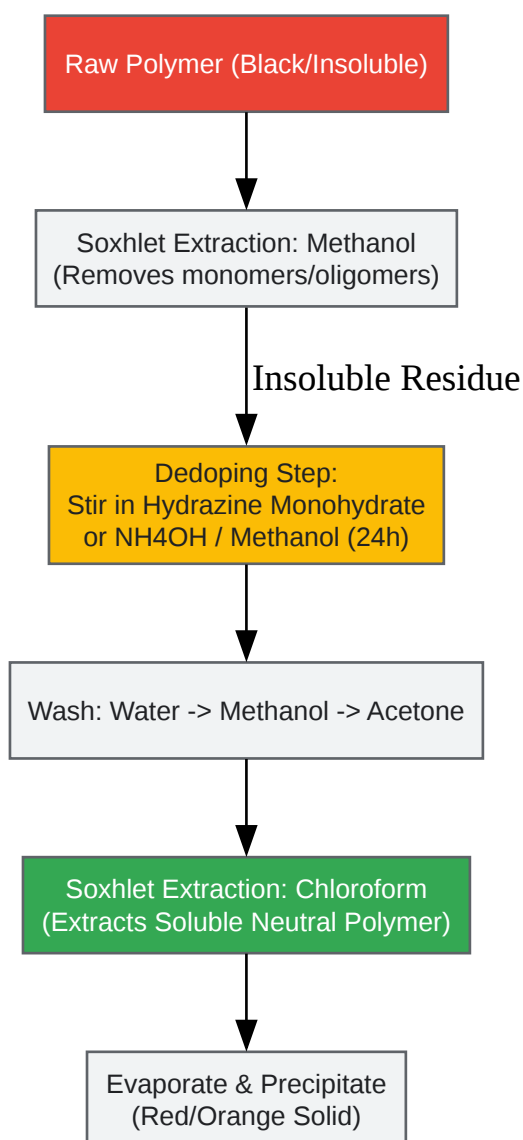 Raw Polymer (Black/Insoluble)
Soxhlet Extraction: Methanol
(Removes monomers/oligomers)
Insoluble Residue
Dedoping Step:
Stir in Hydrazine Monohydrate
or NH4OH / Methanol (24h)
Wash: Water -> Methanol -> Acetone
Soxhlet Extraction: Chloroform
(Extracts Soluble Neutral Polymer)
Evaporate & Precipitate
(Red/Orange Solid)